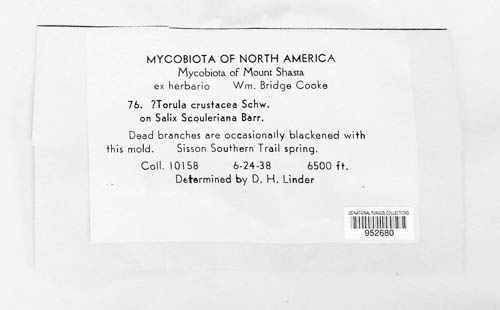 MYCOBIOTA OF NORTH AMERICA
Mycobiota of Mount Shasta
ex herbario Wm. Bridge Cooke
76. ?Torula crustacea Schw.
on Salix Scouleriana Barr.
Dead branches are occasionally blackened with
this mold. Sisson Southern Trail spring.
Coll. 10158 6-24-38 6500 ft.
Determined by D. H. Linder
US NATIONAL FUNGUS COLLECTIONS
952680